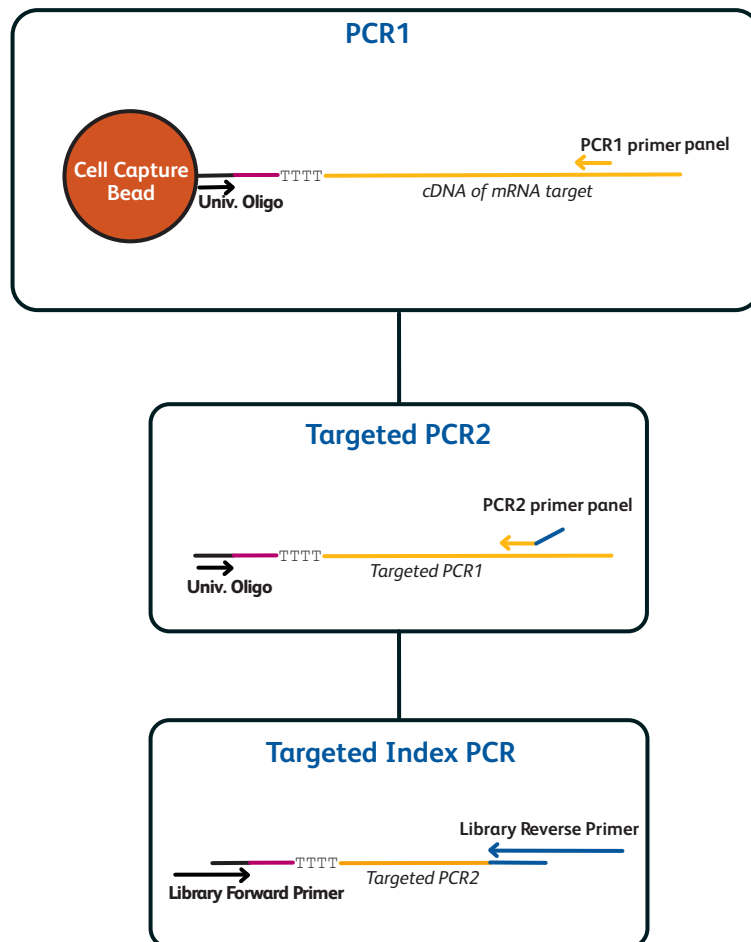 PCR1
PCR1 primer panel
Cell Capture
Bead
TTTT
Univ. Oligo
cDNA of mRNA target
Targeted PCR2
PCR2 primer panel
TTTT
Targeted PCR1
Univ. Oligo
Targeted Index PCR
Library Reverse Primer
TTTT
Targeted PCR2
Library Forward Primer